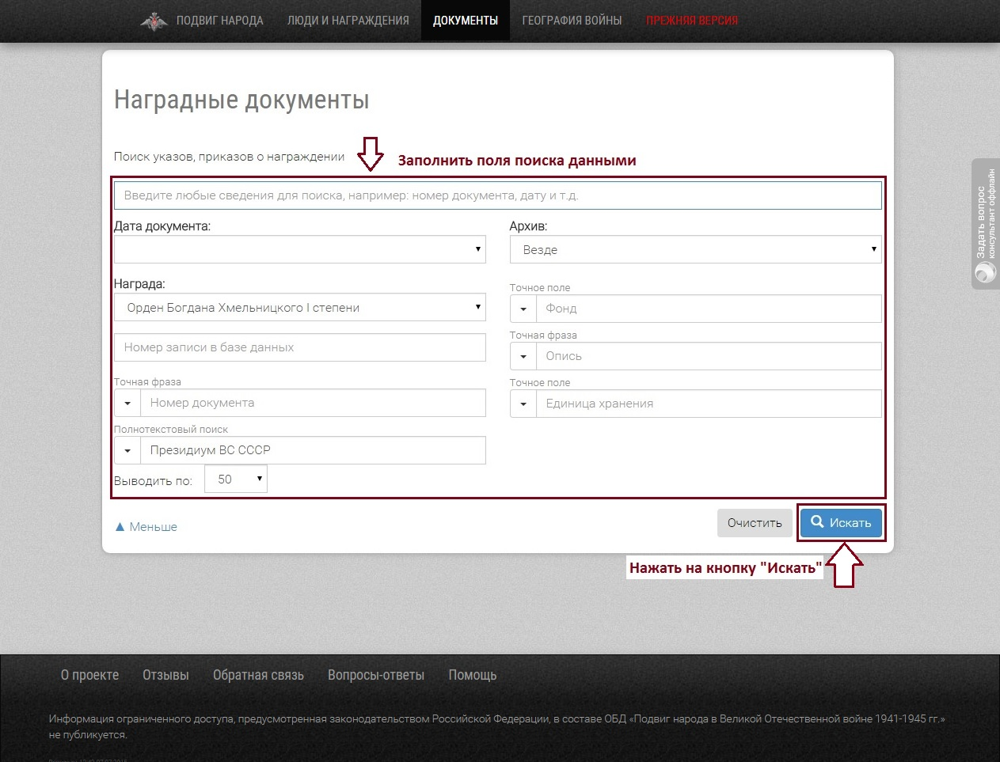 ПОДВИГ НАРОДА ЛЮДИ И НАГРАЖДЕНИЯ ДОКУМЕНТЫ ГЕОГРАФИЯ ВОЙНЫ ПРЕЖНЯЯ ВЕРСИЯ
Наградные документы
Поиск указов, приказов о награждении
Заполнить поля поиска данными
Введите любые сведения для поиска, например: номер документа, дату и т.д.
Дата документа:
Архив:
Везде
Награда:
Орден Богдана Хмельницкого I степени
Точное поле
Фонд
Номер записи в базе данных
Точная фраза
Опись
Точная фраза
Номер документа
Точное поле
Единица хранения
Полнотекстовый поиск
Президиум ВС СССР
Выводить по: 50
▲ Меньше
Очистить
Искать
Нажать на кнопку "Искать"
Задать вопрос
консультант оффлайн
О проекте Отзывы Обратная связь Вопросы-ответы Помощь
Информация ограниченного доступа, предусмотренная законодательством Российской Федерации, в составе ОБД «Подвиг народа в Великой Отечественной войне 1941-1945 гг.»
не публикуется.